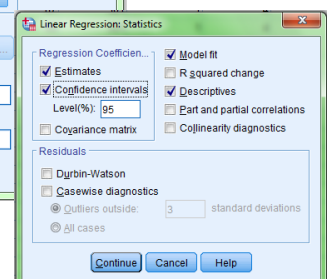 Linear Regression: Statistics
Regression Coefficien...
Estimates
Confidence intervals
Level(%): 95
Covariance matrix
Model fit
R squared change
Descriptives
Part and partial correlations
Collinearity diagnostics
Residuals
Durbin-Watson
Casewise diagnostics
Outliers outside: 3 standard deviations
All cases
Continue Cancel Help